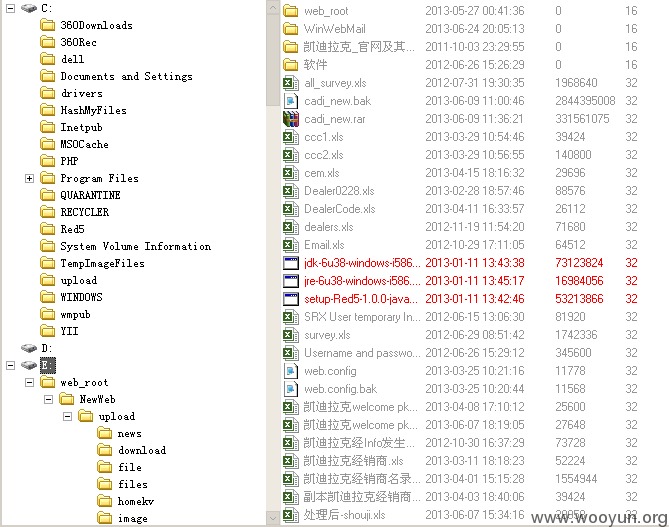 C:
360Downloads
360Rec
dell
Documents and Settings
drivers
HashMyFiles
Inetpub
MSOCache
PHP
Program Files
QUARANTINE
RECYCLER
Red5
System Volume Information
TempImageFiles
upload
WINDOWS
wmpub
YII
D:
E:
web_root
NewWeb
upload
news
download
file
files
homekv
image
web_root 2013-05-27 00:41:36 0 16
WinWebMail 2013-06-24 20:05:13 0 16
凯迪拉克_官网及其... 2011-10-03 23:29:55 0 16
软件 2012-06-26 15:26:29 0 16
all_survey.xls 2012-07-31 19:30:35 1968640 32
cadi_new.bak 2013-06-09 11:00:46 2844395008 32
cadi_new.rar 2013-06-09 11:36:21 331561075 32
ccc1.xls 2013-03-29 10:54:46 39424 32
ccc2.xls 2013-03-29 10:56:55 140800 32
cem.xls 2013-04-15 18:16:32 29696 32
Dealer0228.xls 2013-02-28 18:57:46 88576 32
DealerCode.xls 2013-04-11 16:33:57 26112 32
dealers.xls 2012-11-19 11:54:20 71680 32
Email.xls 2012-10-29 17:11:05 64512 32
jdk-6u38-windows-i586... 2013-01-11 13:43:38 73123824 32
jre-6u38-windows-i586... 2013-01-11 13:45:17 16984056 32
setup-Red5-1.0.0-java... 2013-01-11 13:42:46 53213866 32
SRX User temporary In... 2012-06-15 13:06:30 81920 32
survey.xls 2012-06-29 08:51:42 1742336 32
Username and passwo... 2012-06-26 15:29:12 345600 32
web.config 2013-03-25 10:21:16 11778 32
web.config.bak 2013-03-25 10:20:44 11568 32
凯迪拉克welcome pk... 2013-04-08 17:10:12 25600 32
凯迪拉克welcome pk... 2013-06-07 18:19:05 27648 32
凯迪拉克经Info发生... 2012-10-30 16:37:29 73728 32
凯迪拉克经销商.xls 2013-03-11 18:18:23 52224 32
凯迪拉克经销商名录... 2013-04-01 15:15:18 1554944 32
副本凯迪拉克经销商... 2013-04-03 18:40:06 39424 32
处理后-shouji.xls 2013-06-07 15:34:16
www.wooyun.org